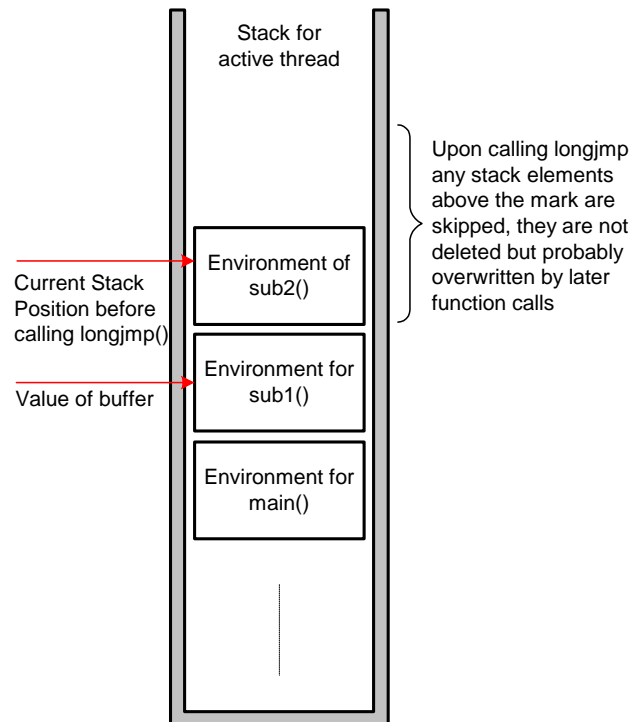 Stack for
active thread
Upon calling longjmp
any stack elements
above the mark are
skipped, they are not
deleted but probably
overwritten by later
function calls
Environment of
sub2()
Current Stack
Position before
calling longjmp()
Environment for
sub1()
Value of buffer
Environment for
main()